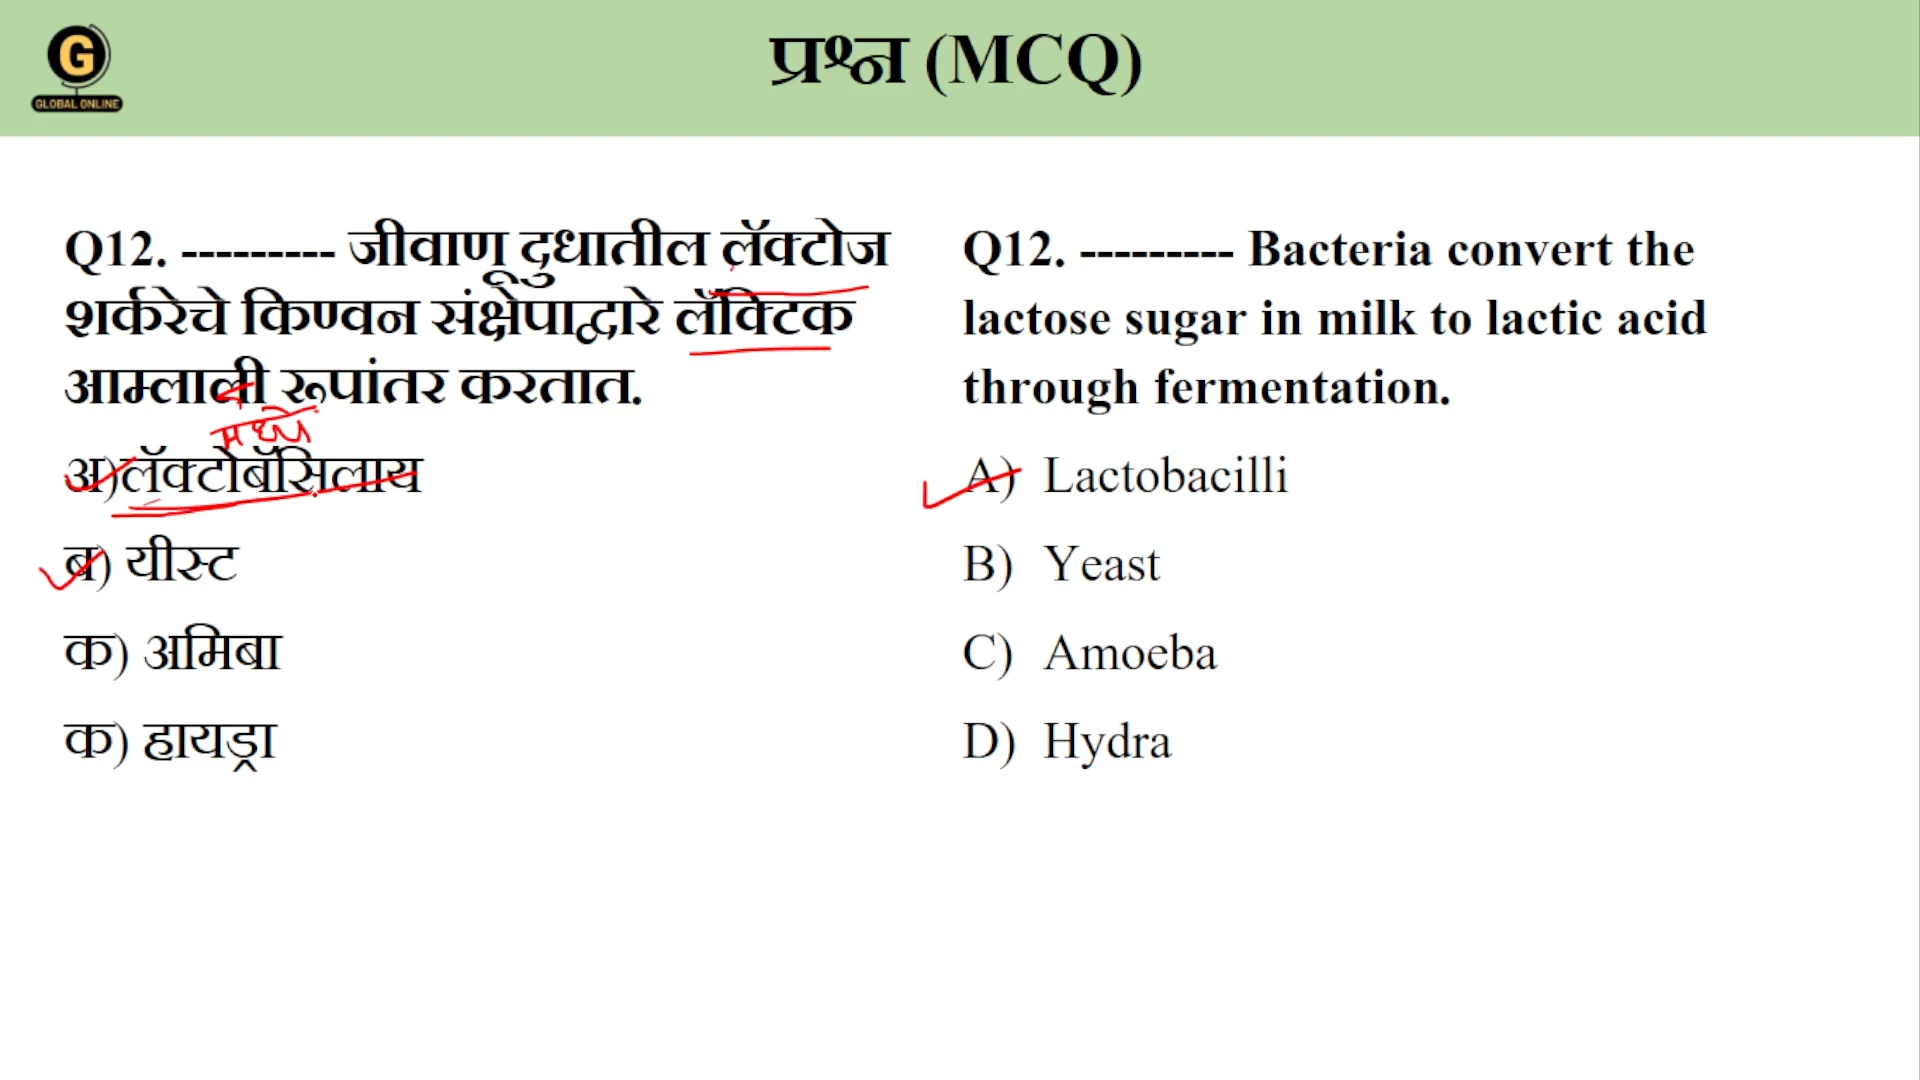 G
GLOBAL ONLINE
प्रश्न (MCQ)
Q12. --------- जीवाणू दुधातील लॅक्टोज
शर्करेचे किण्वन संक्षेपाद्वारे लॅक्टिक
आम्लाली रूपांतर करतात.
मध्ये
अ)लॅक्टोबॅसिलाय
ब) यीस्ट
क) अमिबा
क) हायड्रा
Q12. --------- Bacteria convert the
lactose sugar in milk to lactic acid
through fermentation.
A) Lactobacilli
B) Yeast
C) Amoeba
D) Hydra